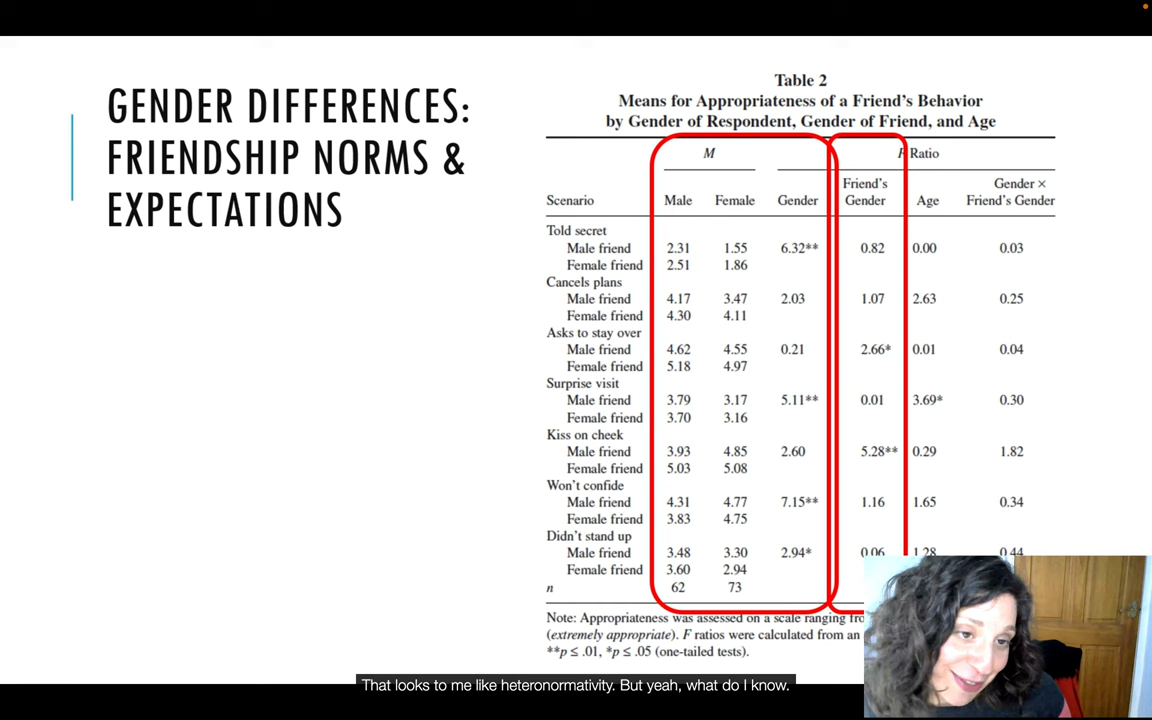 GENDER DIFFERENCES:
FRIENDSHIP NORMS &
EXPECTATIONS
Table 2
Means for Appropriateness of a Friend's Behavior
by Gender of Respondent, Gender of Friend, and Age
M F Ratio
Friend's Gender ×
Scenario Male Female Gender Gender Age Friend's Gender
Told secret
Male friend 2.31 1.55 6.32** 0.82 0.00 0.03
Female friend 2.51 1.86
Cancels plans
Male friend 4.17 3.47 2.03 1.07 2.63 0.25
Female friend 4.30 4.11
Asks to stay over
Male friend 4.62 4.55 0.21 2.66* 0.01 0.04
Female friend 5.18 4.97
Surprise visit
Male friend 3.79 3.17 5.11** 0.01 3.69* 0.30
Female friend 3.70 3.16
Kiss on cheek
Male friend 3.93 4.85 2.60 5.28** 0.29 1.82
Female friend 5.03 5.08
Won't confide
Male friend 4.31 4.77 7.15** 1.16 1.65 0.34
Female friend 3.83 4.75
Didn't stand up
Male friend 3.48 3.30 2.94* 0.06 1.28 0.44
Female friend 3.60 2.94
n 62 73
Note: Appropriateness was assessed on a scale ranging
(extremely appropriate). F ratios were calculated from an
**p ≤ .01, *p ≤ .05 (one-tailed tests).
That looks to me like heteronormativity. But yeah, what do I know.